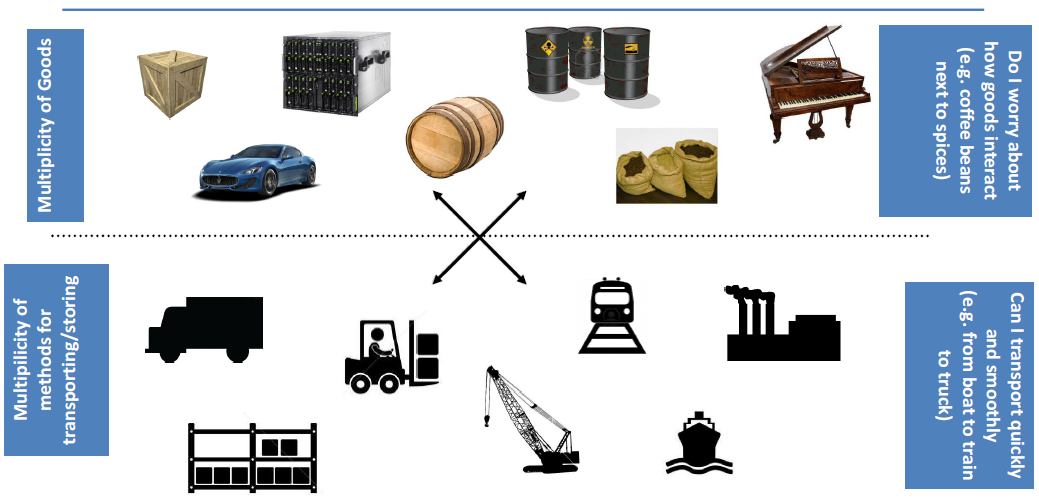 Multiplicity of Goods
Do I worry about
how goods interact
(e.g. coffee beans
next to spices)
Multipilicity of
methods for
transporting/storing
Can I transport quickly
and smoothly
(e.g. from boat to train
to truck)